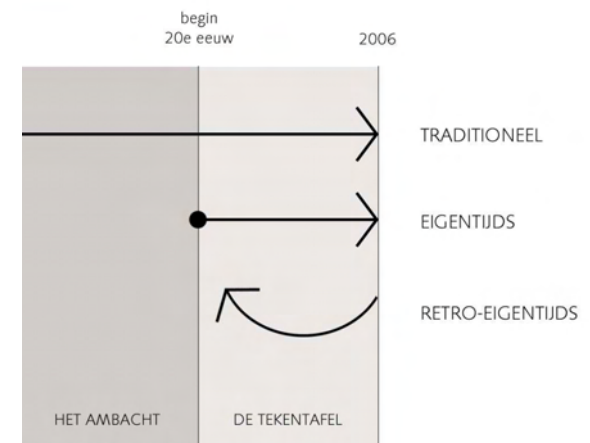 begin
20e eeuw
2006
TRADITIONEEL
EIGENTIJDS
RETRO-EIGENTIJDS
HET AMBACHT
DE TEKENTAFEL